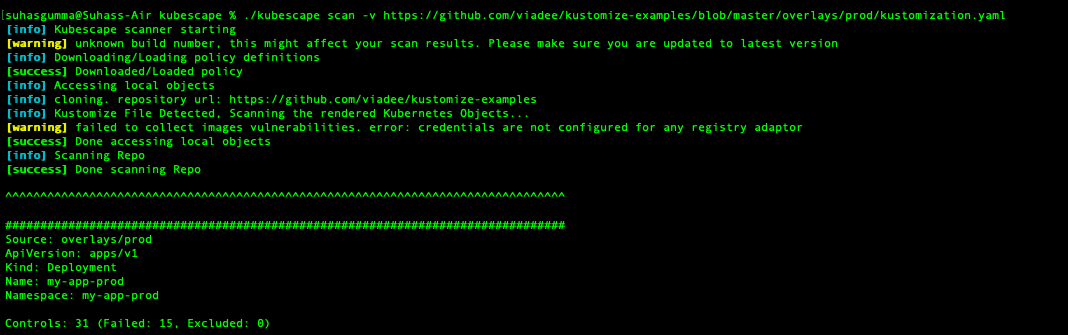 [suhasgumma@Suhass-Air kubescape % ./kubescape scan -v https://github.com/viadee/kustomize-examples/blob/master/overlays/prod/kustomization.yaml
[info] Kubescape scanner starting
[warning] unknown build number, this might affect your scan results. Please make sure you are updated to latest version
[info] Downloading/Loading policy definitions
[success] Downloaded/Loaded policy
[info] Accessing local objects
[info] cloning. repository url: https://github.com/viadee/kustomize-examples
[info] Kustomize File Detected, Scanning the rendered Kubernetes Objects...
[warning] failed to collect images vulnerabilities. error: credentials are not configured for any registry adaptor
[success] Done accessing local objects
[info] Scanning Repo
[success] Done scanning Repo
^^^^^^^^^^^^^^^^^^^^^^^^^^^^^^^^^^^^^^^^^^^^^^^^^^^^^^^^^^^^^^^^^^^^^^^^^^^^^^^^
################################################################################
Source: overlays/prod
ApiVersion: apps/v1
Kind: Deployment
Name: my-app-prod
Namespace: my-app-prod
Controls: 31 (Failed: 15, Excluded: 0)